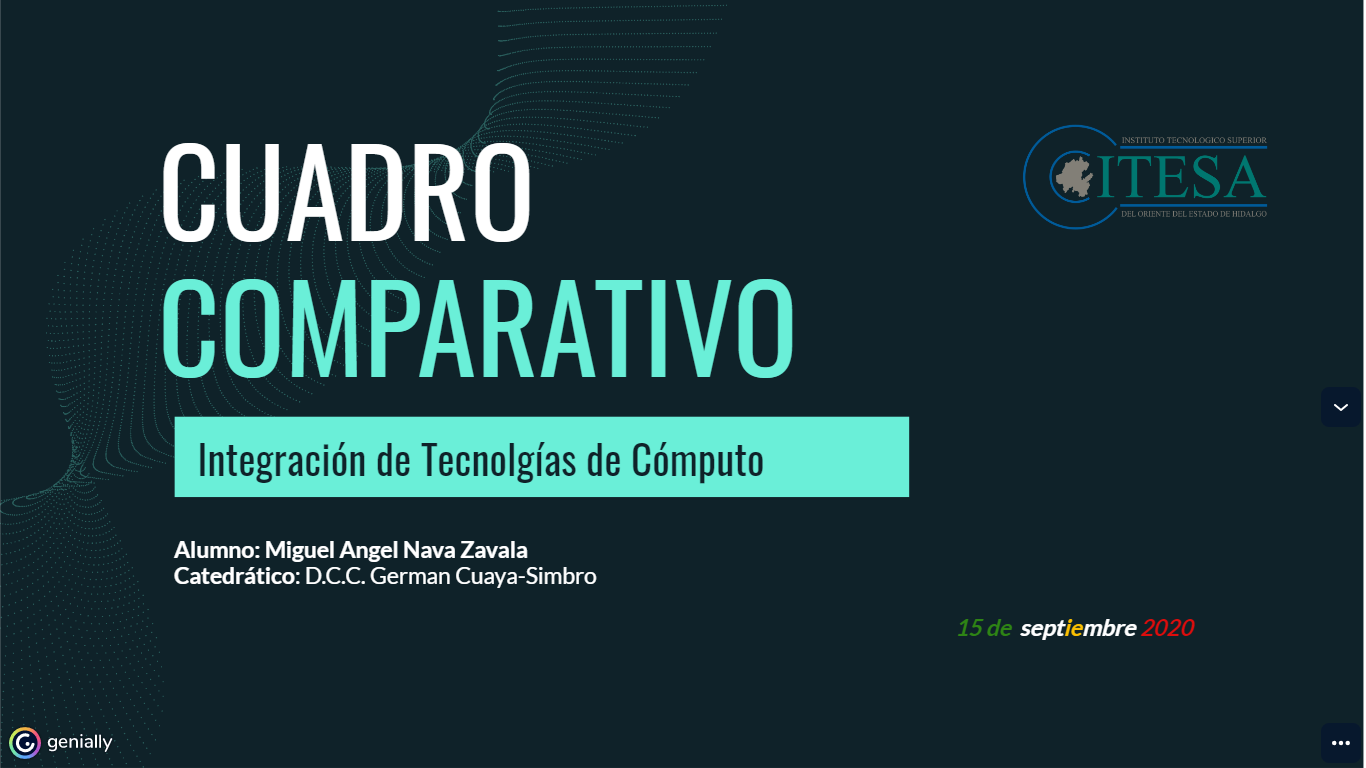 CUADRO
COMPARATIVO
INSTITUTO TECNOLOGICO SUPERIOR
ITESA
DEL ORIENTE DEL ESTADO DE HIDALGO
Integración de Tecnolgías de Cómputo
Alumno: Miguel Angel Nava Zavala
Catedrático: D.C.C. German Cuaya-Simbro
15 de septiembre 2020
genially